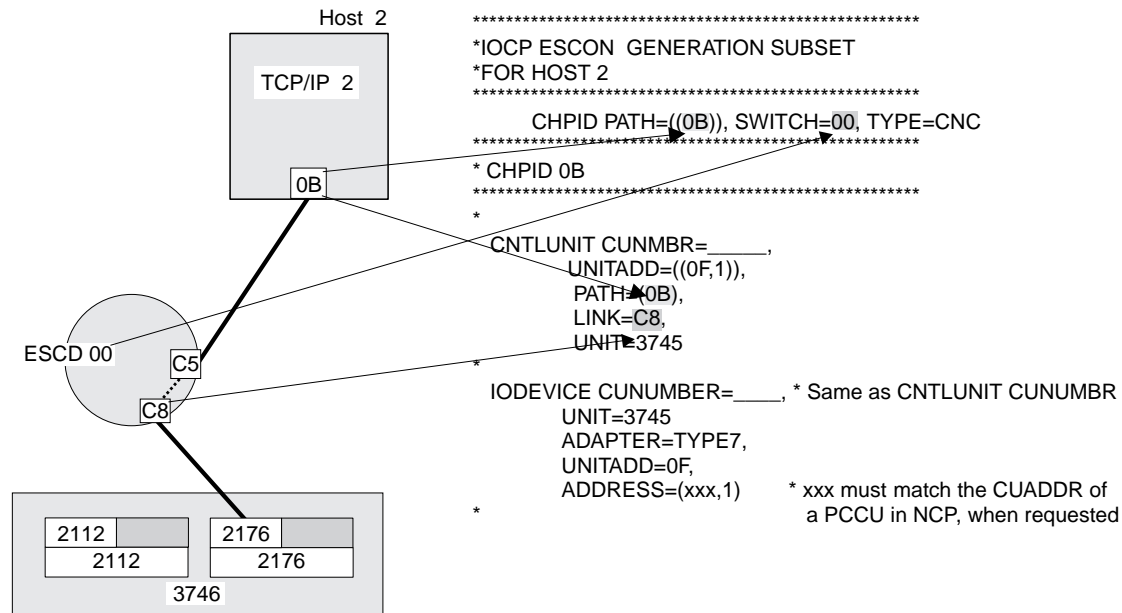 Host 2
TCP/IP 2
0B
ESCD 00
C5
C8
2112
2112
2176
2176
3746
******************************************************
*IOCP ESCON GENERATION SUBSET
*FOR HOST 2
******************************************************
CHPID PATH=((0B)), SWITCH=00, TYPE=CNC
******************************************************
* CHPID 0B
******************************************************
*
CNTLUNIT CUNMBR=_____,
UNITADD=((0F,1)),
PATH=(0B),
LINK=C8,
UNIT=3745
*
IODEVICE CUNUMBER=____, * Same as CNTLUNIT CUNUMBR
UNIT=3745
ADAPTER=TYPE7,
UNITADD=0F,
ADDRESS=(xxx,1) * xxx must match the CUADDR of
* a PCCU in NCP, when requested